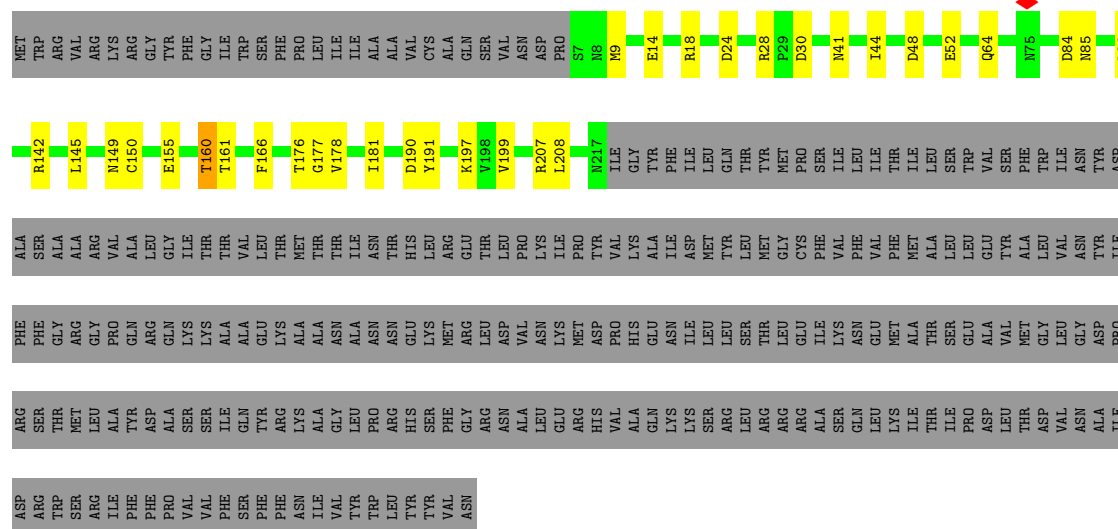 MET TRP ARG VAL ARG LYS ARG GLY TYR PHE GLY ILE TRP SER PHE PRO LEU ILE ILE ALA ALA VAL CYS ALA GLN SER VAL ASN ASP PRO S7 N8 M9 E14 R18 D24 R28 P29 D30 N41 I44 D48 E52 Q64 N75 D84 N85
R142 L145 N149 C150 E155 T160 T161 F166 T176 G177 V178 I181 D190 Y191 K197 V198 V199 R207 L208 N217 ILE GLY TYR PHE ILE LEU GLN THR TYR MET PRO SER ILE LEU ILE THR ILE LEU SER TRP VAL SER PHE TRP ILE ASN TYR ASP
ALA SER ALA ALA ARG VAL ALA LEU GLY ILE THR THR VAL LEU THR MET THR THR ILE ASN THR HIS LEU ARG GLU THR LEU PRO LYS ILE PRO TYR VAL LYS ALA ILE ASP MET TYR LEU MET GLY CYS PHE VAL PHE VAL PHE MET ALA LEU LEU GLU TYR ALA LEU VAL ASN TYR ILE
PHE PHE GLY ARG GLY PRO GLN ARG GLN LYS LYS ALA ALA GLU LYS ALA ALA ASN ALA ASN ASN GLU LYS MET ARG LEU ASP VAL ASN LYS MET ASP PRO HIS GLU ASN ILE LEU LEU SER THR LEU GLU ILE LYS ASN GLU MET ALA THR SER GLU ALA VAL MET GLY LEU GLY ASP PRO
ARG SER THR MET LEU ALA TYR ASP ALA SER SER ILE GLN TYR ARG LYS ALA GLY LEU PRO ARG HIS SER PHE GLY ARG ASN ALA LEU GLU ARG HIS VAL ALA GLN LYS LYS SER ARG LEU ARG ARG ARG ALA SER GLN LEU LYS ILE THR ILE PRO ASP LEU THR ASP VAL ASN ALA ILE
ASP ARG TRP SER ARG ILE PHE PHE PRO VAL VAL PHE SER PHE PHE ASN ILE VAL TYR TRP LEU TYR TYR VAL ASN